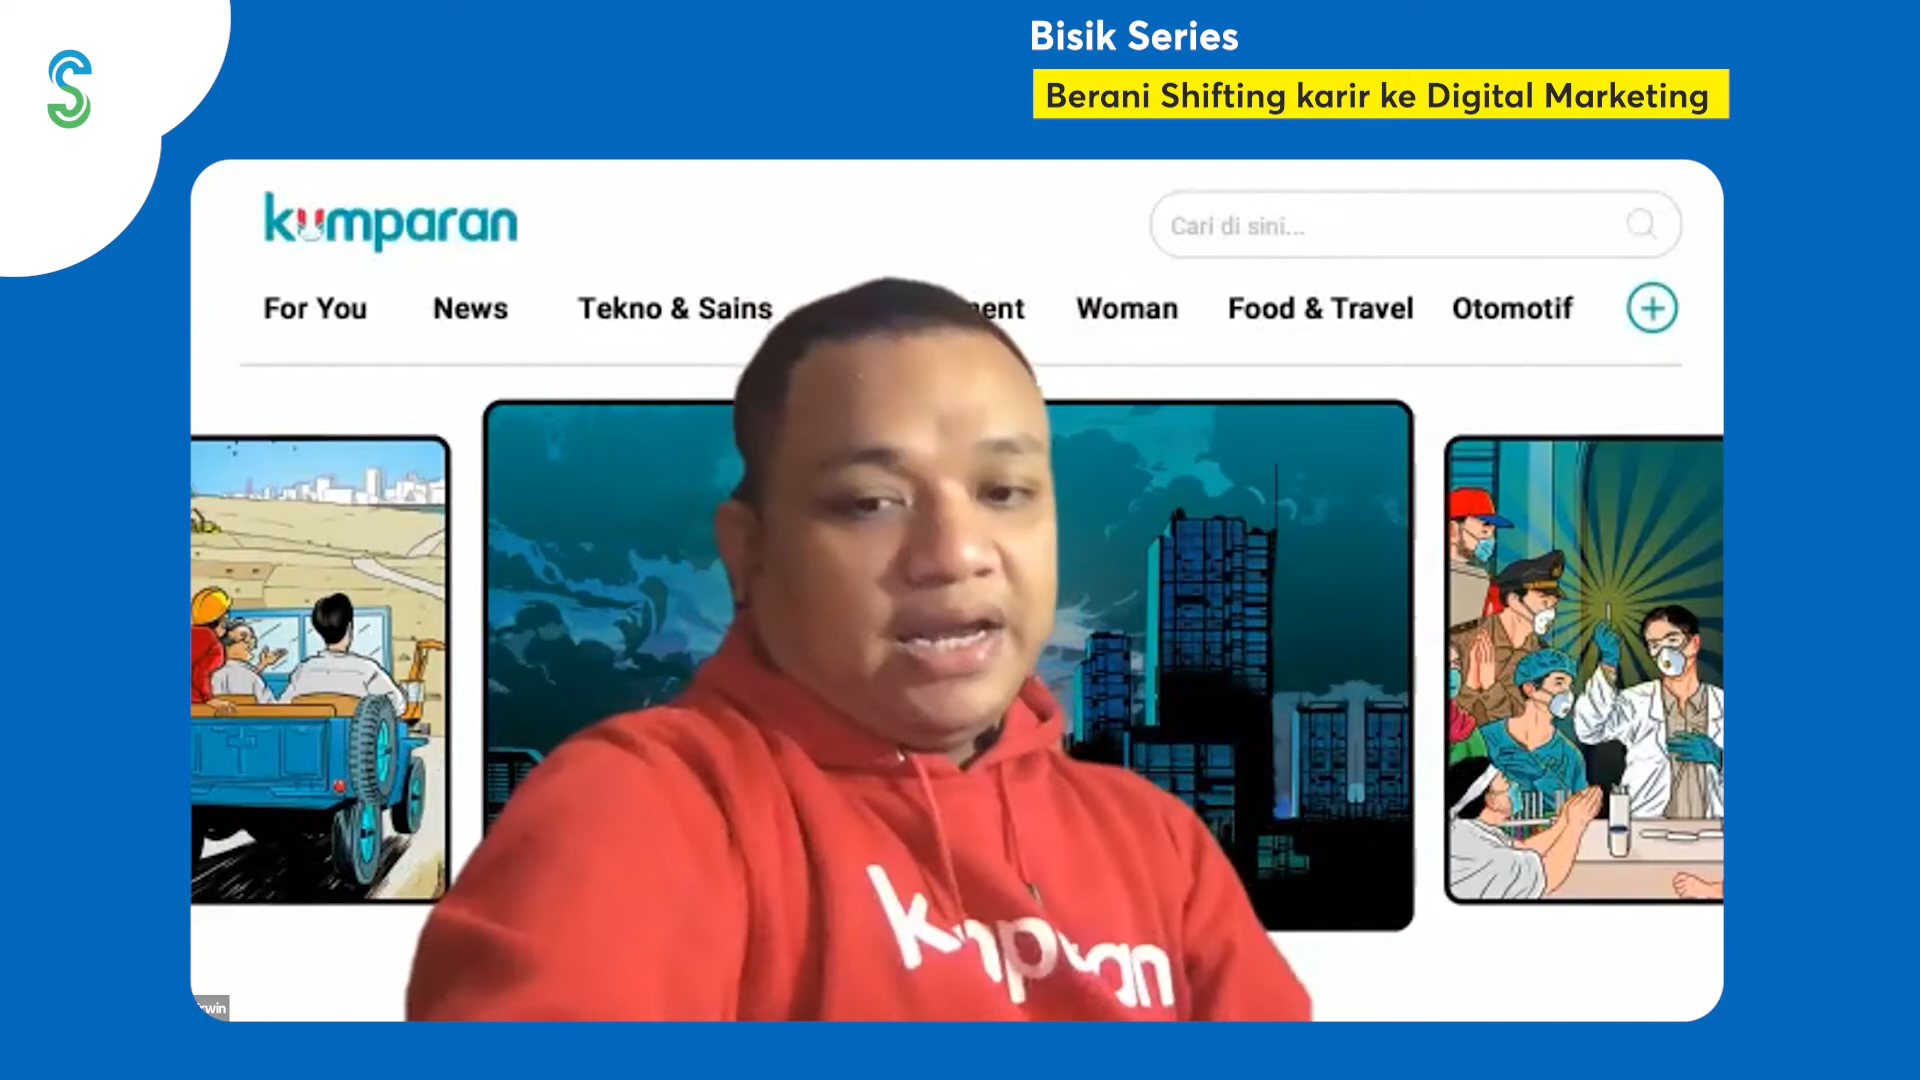 Bisik Series
Berani Shifting karir ke Digital Marketing
kumparan
Cari di sini...
For You News Tekno & Sains Woman Food & Travel Otomotif